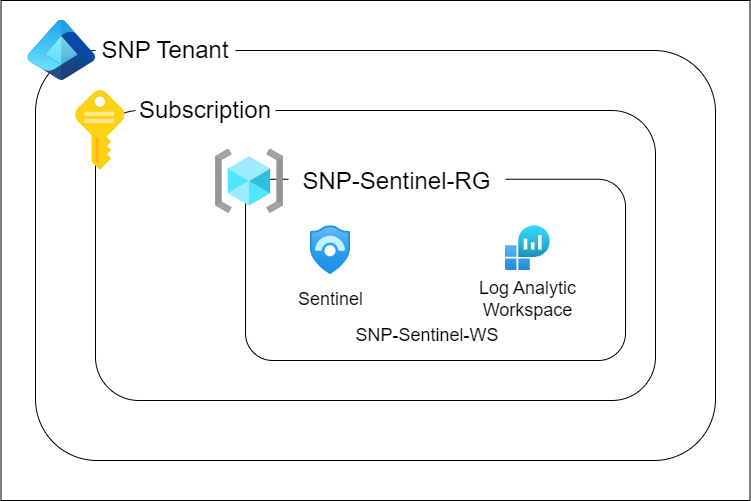 SNP Tenant
Subscription
SNP-Sentinel-RG
Sentinel
Log Analytic
Workspace
SNP-Sentinel-WS